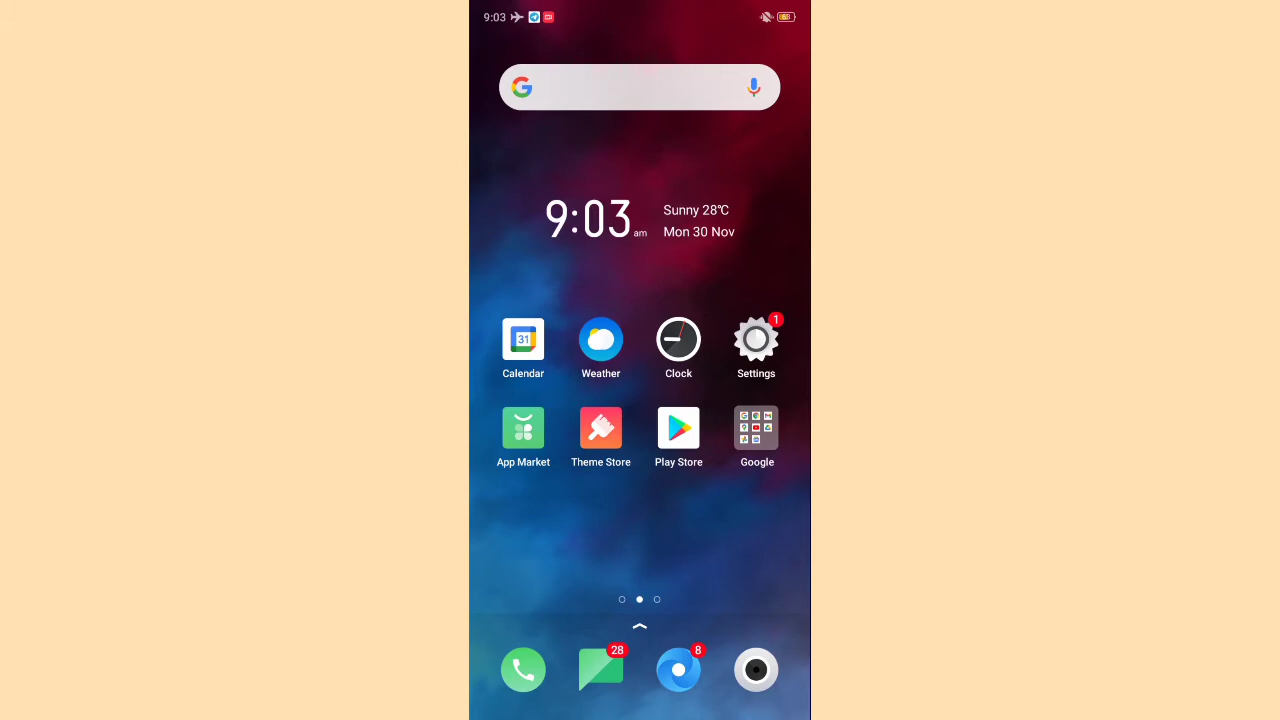 9:03
9:03 am
Sunny 28℃
Mon 30 Nov
31
1
Calendar
Weather
Clock
Settings
App Market
Theme Store
Play Store
Google
28
8